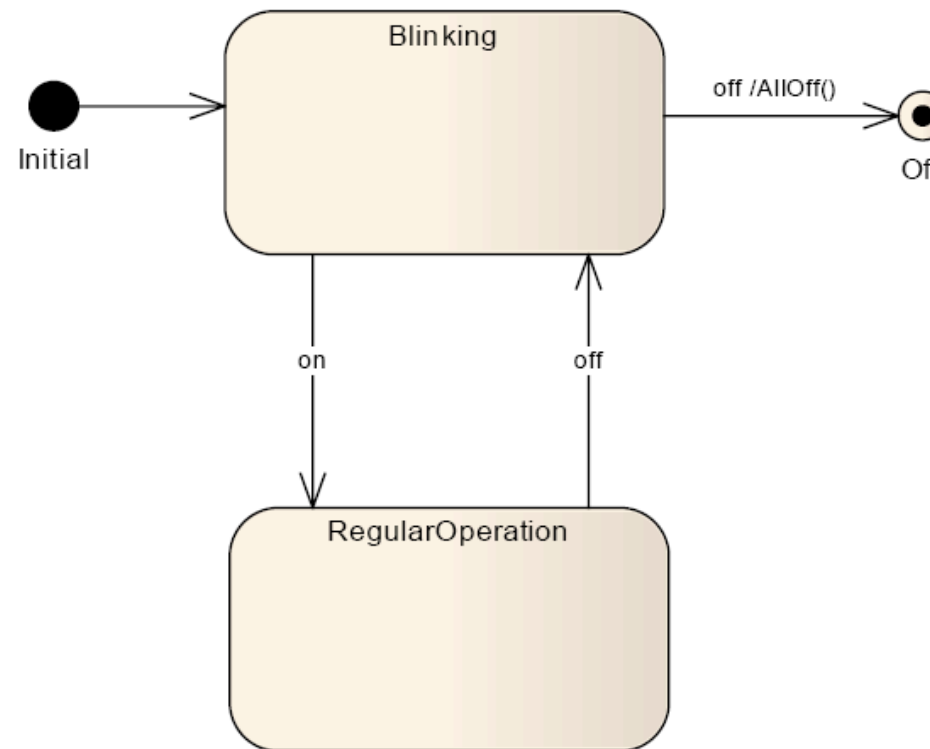 Blinking
off /AllOff()
Initial
on
off
RegularOperation